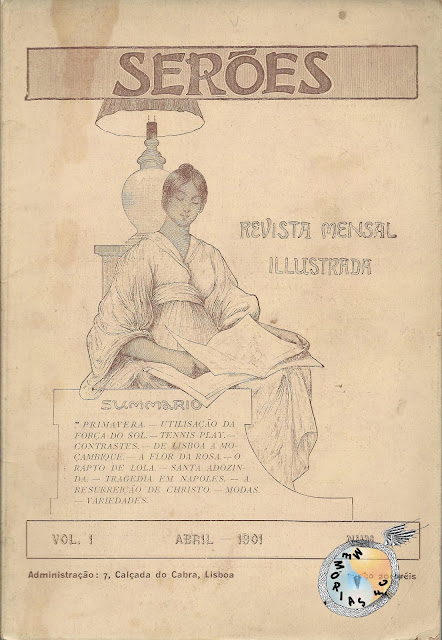 SERÕES
REVISTA MENSAL
ILLUSTRADA
SUMMARIO
PRIMAVERA. — UTILISAÇÃO DA
FORÇA DO SOL. — TENNIS PLAY. —
CONTRASTES. — DE LISBOA A MO-
ÇAMBIQUE. — A FLOR DA ROSA. — O
RAPTO DE LOLA. — SANTA ADOZIN-
DA. — TRAGEDIA EM NAPOLES. — A
RESURREIÇÃO DE CHRISTO. — MODAS.
— VARIEDADES.
VOL. 1 ABRIL — 1901
Administração: 7, Calçada do Cabra, Lisboa
MEMÓRIAS